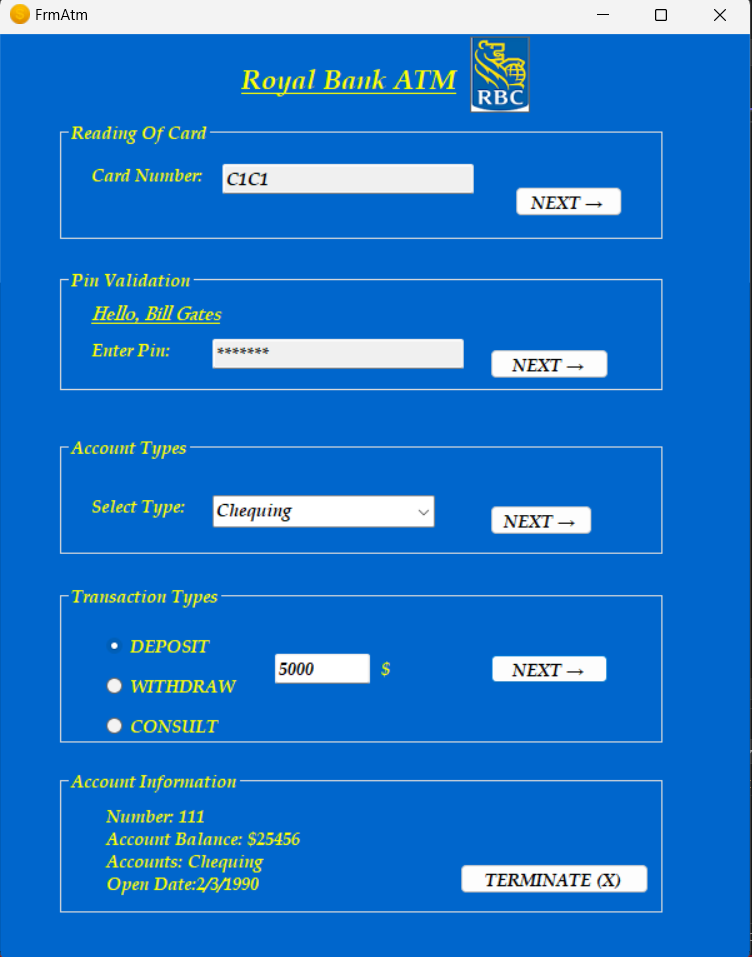 FrmAtm
Royal Bank ATM
RBC
Reading Of Card
Card Number: C1C1
NEXT →
Pin Validation
Hello, Bill Gates
Enter Pin: *******
NEXT →
Account Types
Select Type: Chequing
NEXT →
Transaction Types
DEPOSIT
5000 $
NEXT →
WITHDRAW
CONSULT
Account Information
Number: 111
Account Balance: $25456
Accounts: Chequing
Open Date:2/3/1990
TERMINATE (X)